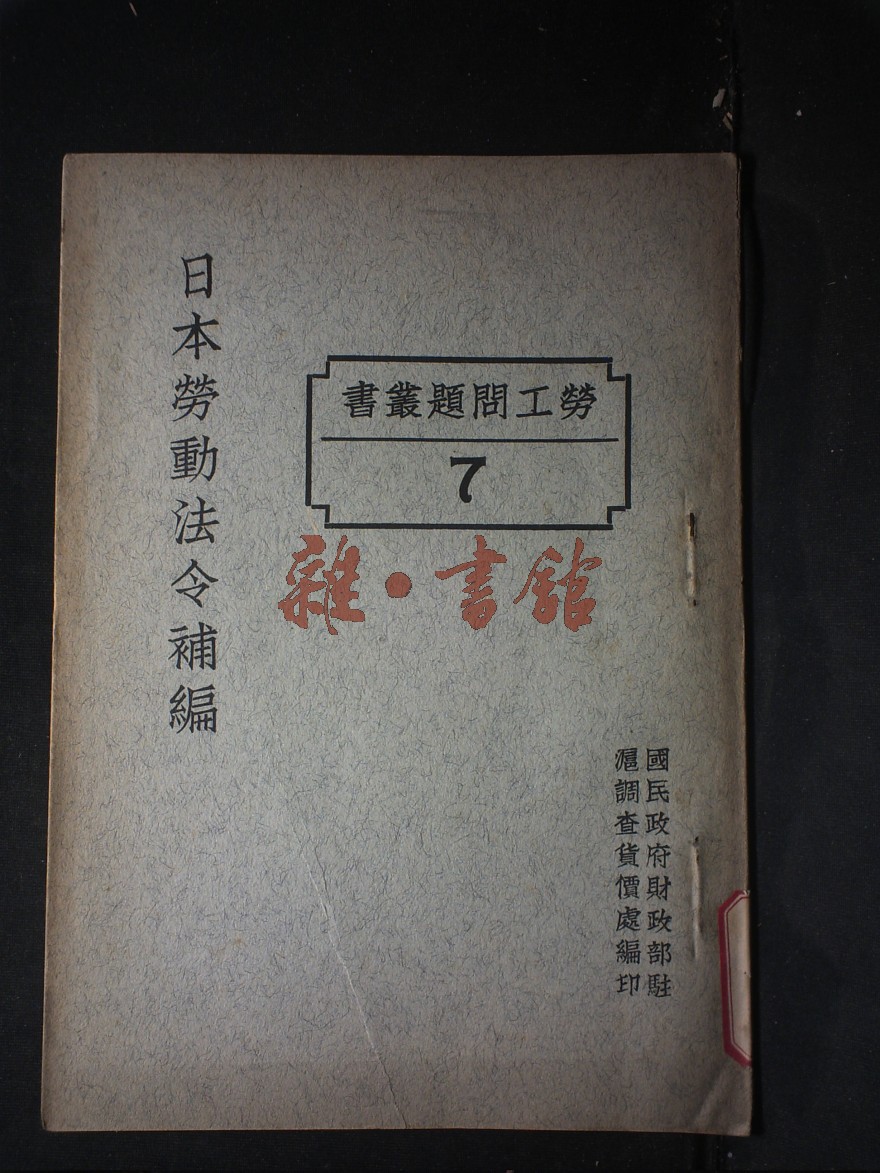 勞工問題叢書
7
日本勞動法令補編
國民政府財政部駐
滬調查貨價處編印
雜·書舘